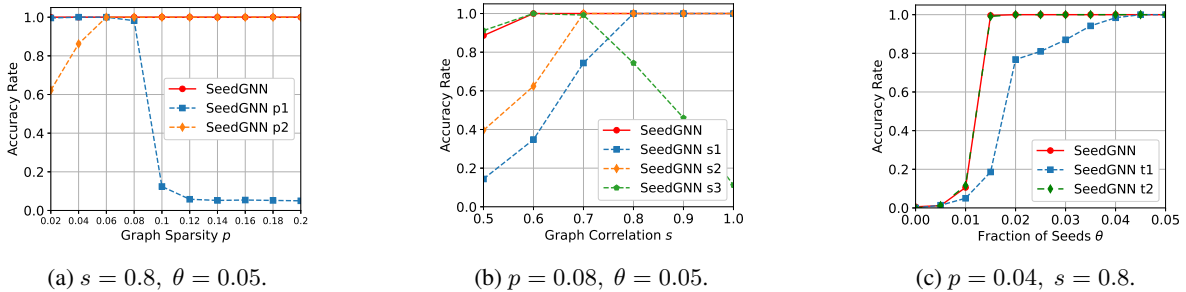 Accuracy Rate
1.0
0.8
0.6
0.4
0.2
0.0
SeedGNN
SeedGNN p1
SeedGNN p2
0.02 0.04 0.06 0.08 0.1 0.12 0.14 0.16 0.18 0.2
Graph Sparsity p
(a) s = 0.8, θ = 0.05.
Accuracy Rate
1.0
0.8
0.6
0.4
0.2
0.0
SeedGNN
SeedGNN s1
SeedGNN s2
SeedGNN s3
0.5 0.6 0.7 0.8 0.9 1.0
Graph Correlation s
(b) p = 0.08, θ = 0.05.
Accuracy Rate
1.0
0.8
0.6
0.4
0.2
0.0
SeedGNN
SeedGNN t1
SeedGNN t2
0.00 0.01 0.02 0.03 0.04 0.05
Fraction of Seeds θ
(c) p = 0.04, s = 0.8.